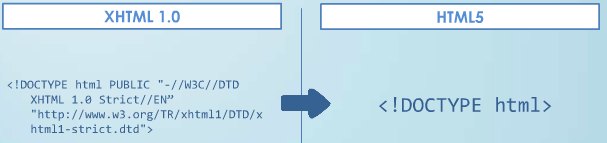 XHTML 1.0
HTML5
<!DOCTYPE html PUBLIC "-//W3C//DTD
XHTML 1.0 Strict//EN”
"http://www.w3.org/TR/xhtml1/DTD/x
html1-strict.dtd">
<!DOCTYPE html>